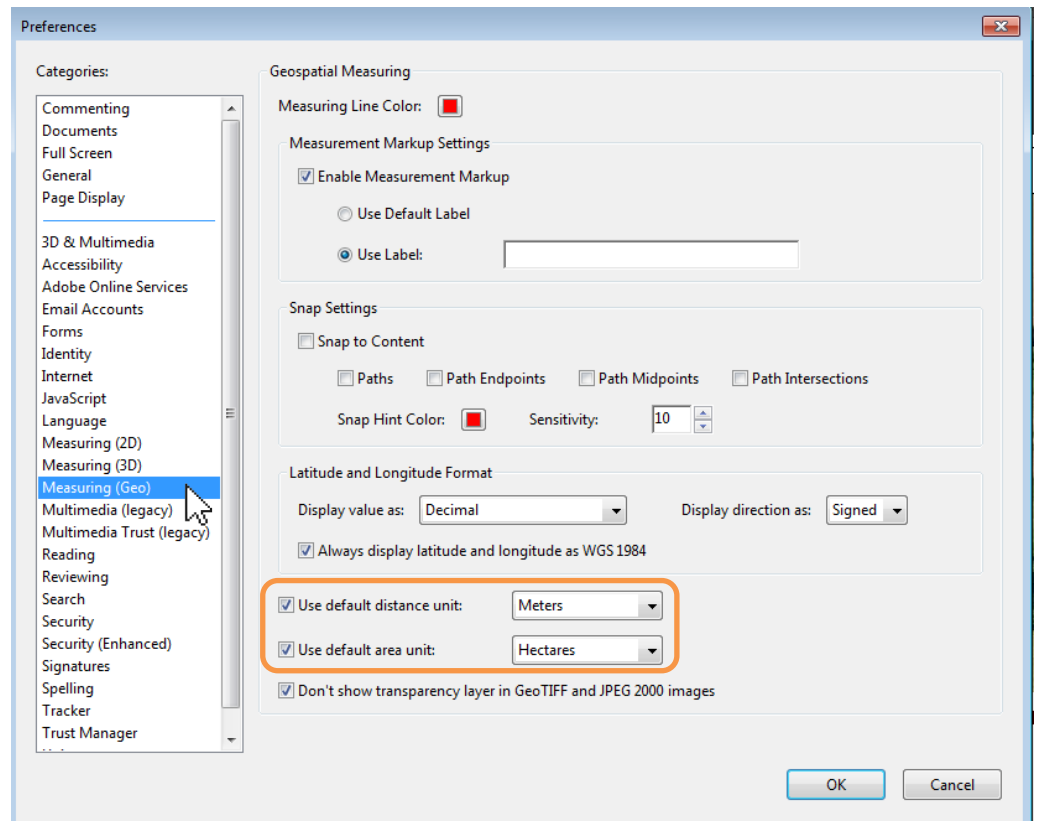 Preferences
Categories:
Commenting
Documents
Full Screen
General
Page Display
3D & Multimedia
Accessibility
Adobe Online Services
Email Accounts
Forms
Identity
Internet
JavaScript
Language
Measuring (2D)
Measuring (3D)
Measuring (Geo)
Multimedia (legacy)
Multimedia Trust (legacy)
Reading
Reviewing
Search
Security
Security (Enhanced)
Signatures
Spelling
Tracker
Trust Manager
Geospatial Measuring
Measuring Line Color:
Measurement Markup Settings
Enable Measurement Markup
Use Default Label
Use Label:
Snap Settings
Snap to Content
Paths Path Endpoints Path Midpoints Path Intersections
Snap Hint Color: Sensitivity: 10
Latitude and Longitude Format
Display value as: Decimal Display direction as: Signed
Always display latitude and longitude as WGS 1984
Use default distance unit: Meters
Use default area unit: Hectares
Don't show transparency layer in GeoTIFF and JPEG 2000 images
OK Cancel